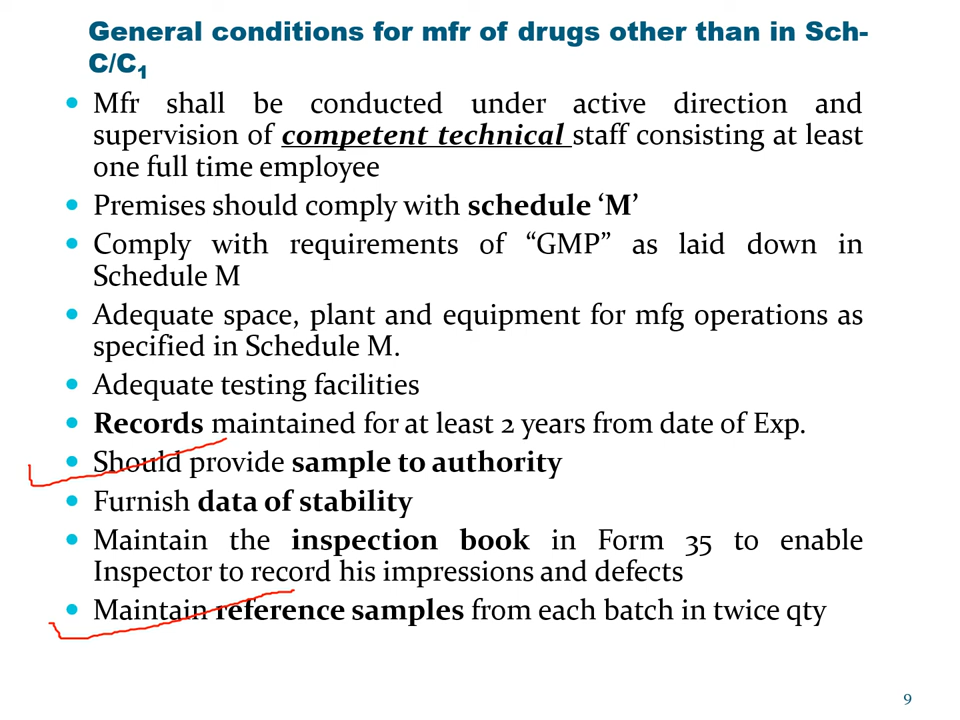 General conditions for mfr of drugs other than in Sch-
C/C1
• Mfr shall be conducted under active direction and
supervision of competent technical staff consisting at least
one full time employee
• Premises should comply with schedule ‘M’
• Comply with requirements of “GMP” as laid down in
Schedule M
• Adequate space, plant and equipment for mfg operations as
specified in Schedule M.
• Adequate testing facilities
• Records maintained for at least 2 years from date of Exp.
• Should provide sample to authority
• Furnish data of stability
• Maintain the inspection book in Form 35 to enable
Inspector to record his impressions and defects
• Maintain reference samples from each batch in twice qty
9